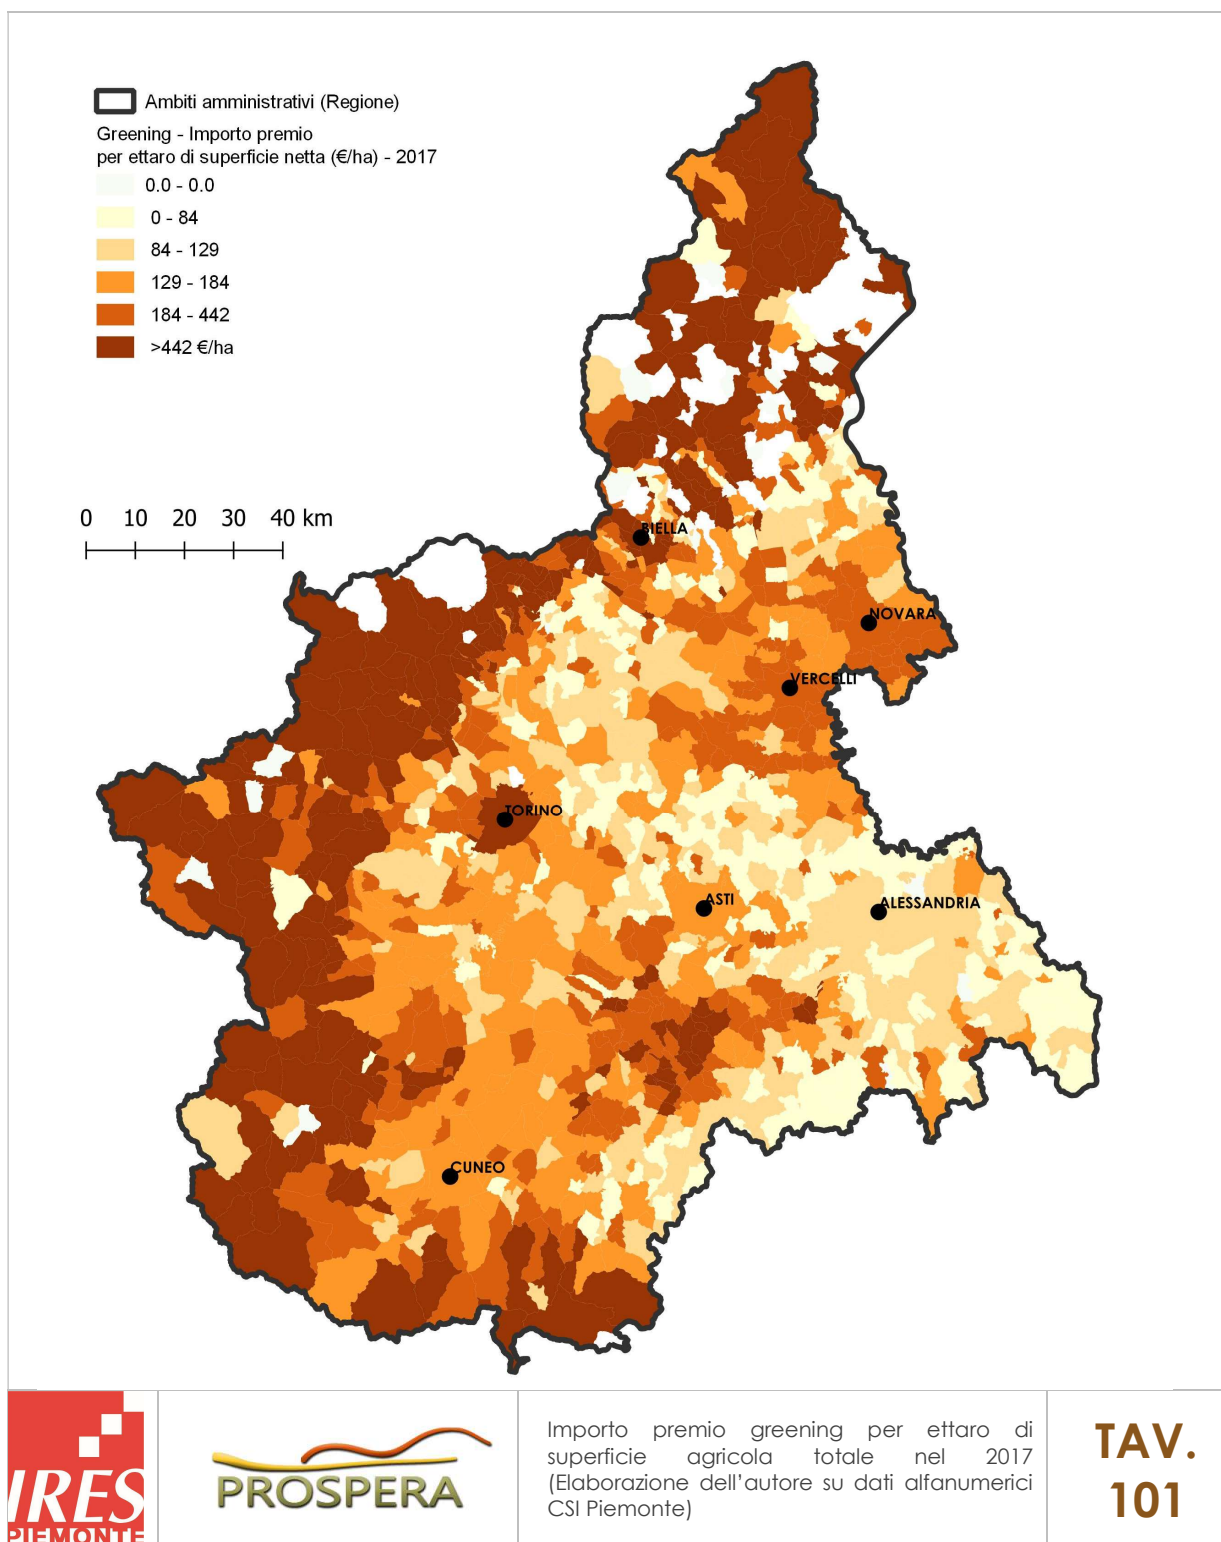 Ambiti amministrativi (Regione)
Greening - Importo premio
per ettaro di superficie netta (€/ha) - 2017
0.0 - 0.0
0 - 84
84 - 129
129 - 184
184 - 442
>442 €/ha
0 10 20 30 40 km
BIELLA
NOVARA
VERCELLI
TORINO
ASTI
ALESSANDRIA
CUNEO
IRES
PIEMONTE
PROSPERA
Importo premio greening per ettaro di
superficie agricola totale nel 2017
(Elaborazione dell'autore su dati alfanumerici
CSI Piemonte)
TAV.
101